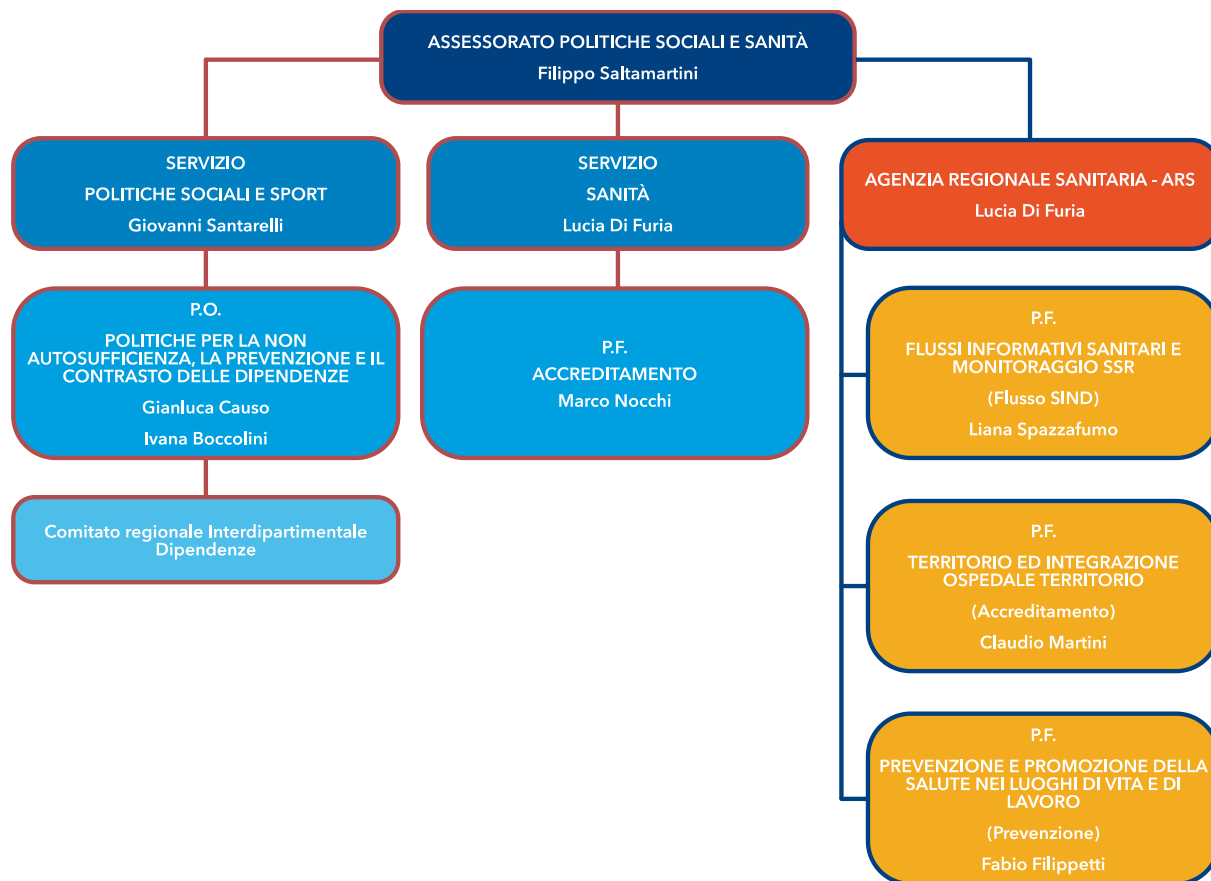 ASSESSORATO POLITICHE SOCIALI E SANITÀ
Filippo Saltamartini
SERVIZIO
POLITICHE SOCIALI E SPORT
Giovanni Santarelli
SERVIZIO
SANITÀ
Lucia Di Furia
AGENZIA REGIONALE SANITARIA - ARS
Lucia Di Furia
P.O.
POLITICHE PER LA NON
AUTOSUFFICIENZA, LA PREVENZIONE E IL
CONTRASTO DELLE DIPENDENZE
Gianluca Causo
Ivana Boccolini
P.F.
ACCREDITAMENTO
Marco Nocchi
P.F.
FLUSSI INFORMATIVI SANITARI E
MONITORAGGIO SSR
(Flusso SIND)
Liana Spazzafumo
Comitato regionale Interdipartimentale
Dipendenze
P.F.
TERRITORIO ED INTEGRAZIONE
OSPEDALE TERRITORIO
(Accreditamento)
Claudio Martini
P.F.
PREVENZIONE E PROMOZIONE DELLA
SALUTE NEI LUOGHI DI VITA E DI
LAVORO
(Prevenzione)
Fabio Filippetti